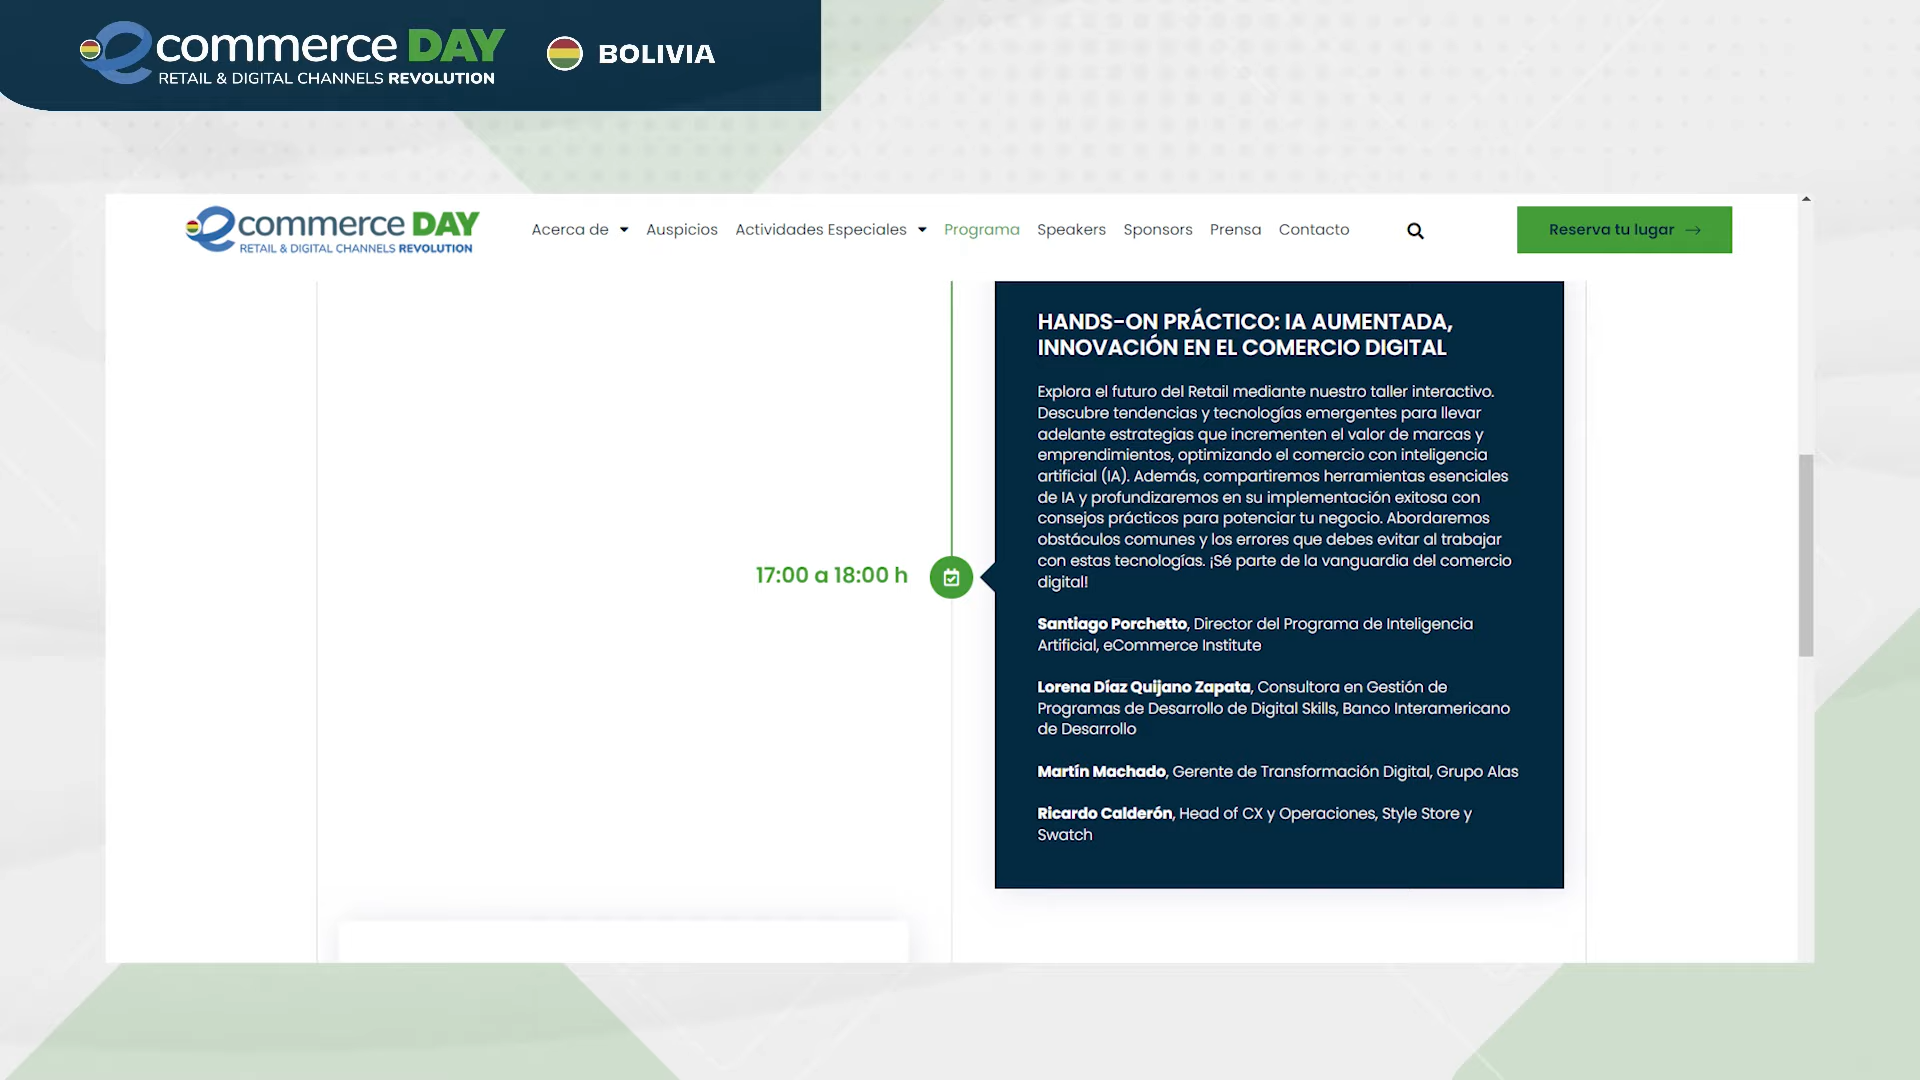 ecommerce DAY
RETAIL & DIGITAL CHANNELS REVOLUTION
BOLIVIA
ecommerce DAY
RETAIL & DIGITAL CHANNELS REVOLUTION
Acerca de Auspicios Actividades Especiales Programa Speakers Sponsors Prensa Contacto
Reserva tu lugar →
HANDS-ON PRÁCTICO: IA AUMENTADA,
INNOVACIÓN EN EL COMERCIO DIGITAL
Explora el futuro del Retail mediante nuestro taller interactivo.
Descubre tendencias y tecnologías emergentes para llevar
adelante estrategias que incrementen el valor de marcas y
emprendimientos, optimizando el comercio con inteligencia
artificial (IA). Además, compartiremos herramientas esenciales
de IA y profundizaremos en su implementación exitosa con
consejos prácticos para potenciar tu negocio. Abordaremos
obstáculos comunes y los errores que debes evitar al trabajar
con estas tecnologías. ¡Sé parte de la vanguardia del comercio
digital!
17:00 a 18:00 h
Santiago Porchetto, Director del Programa de Inteligencia
Artificial, eCommerce Institute
Lorena Díaz Quijano Zapata, Consultora en Gestión de
Programas de Desarrollo de Digital Skills, Banco Interamericano
de Desarrollo
Martín Machado, Gerente de Transformación Digital, Grupo Alas
Ricardo Calderón, Head of CX y Operaciones, Style Store y
Swatch